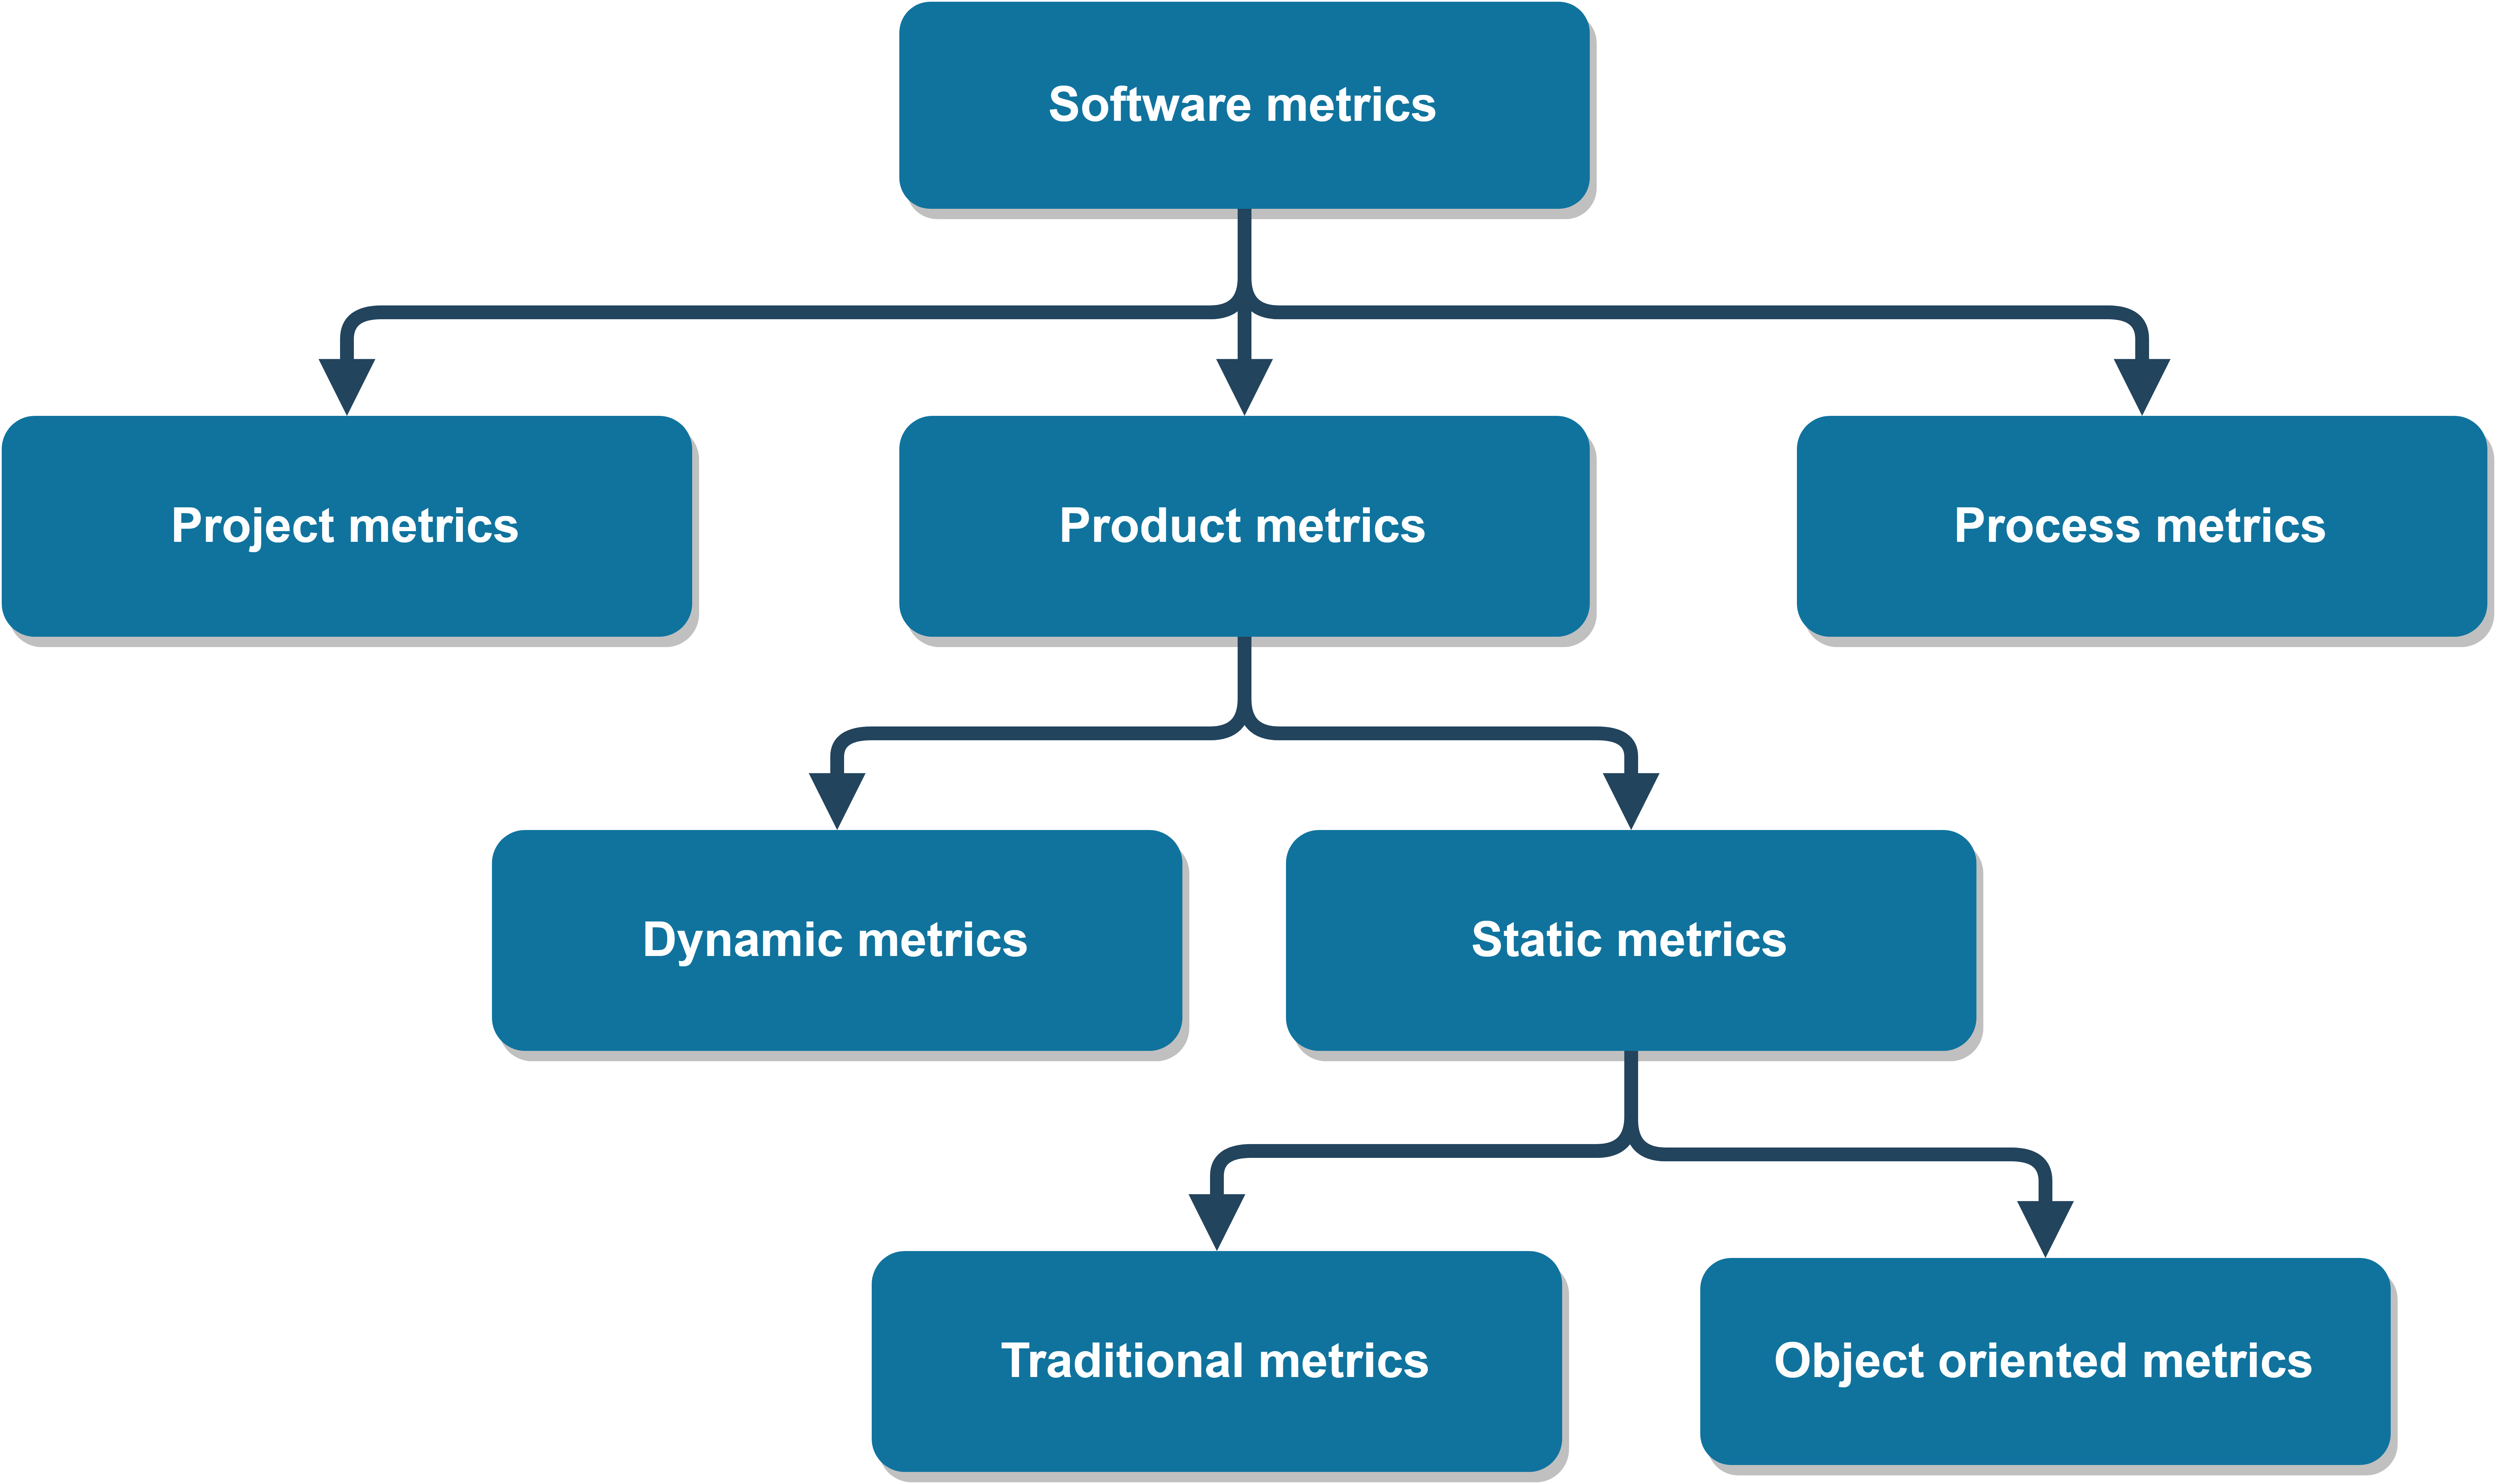 Software metrics
Project metrics
Product metrics
Process metrics
Dynamic metrics
Static metrics
Traditional metrics
Object oriented metrics